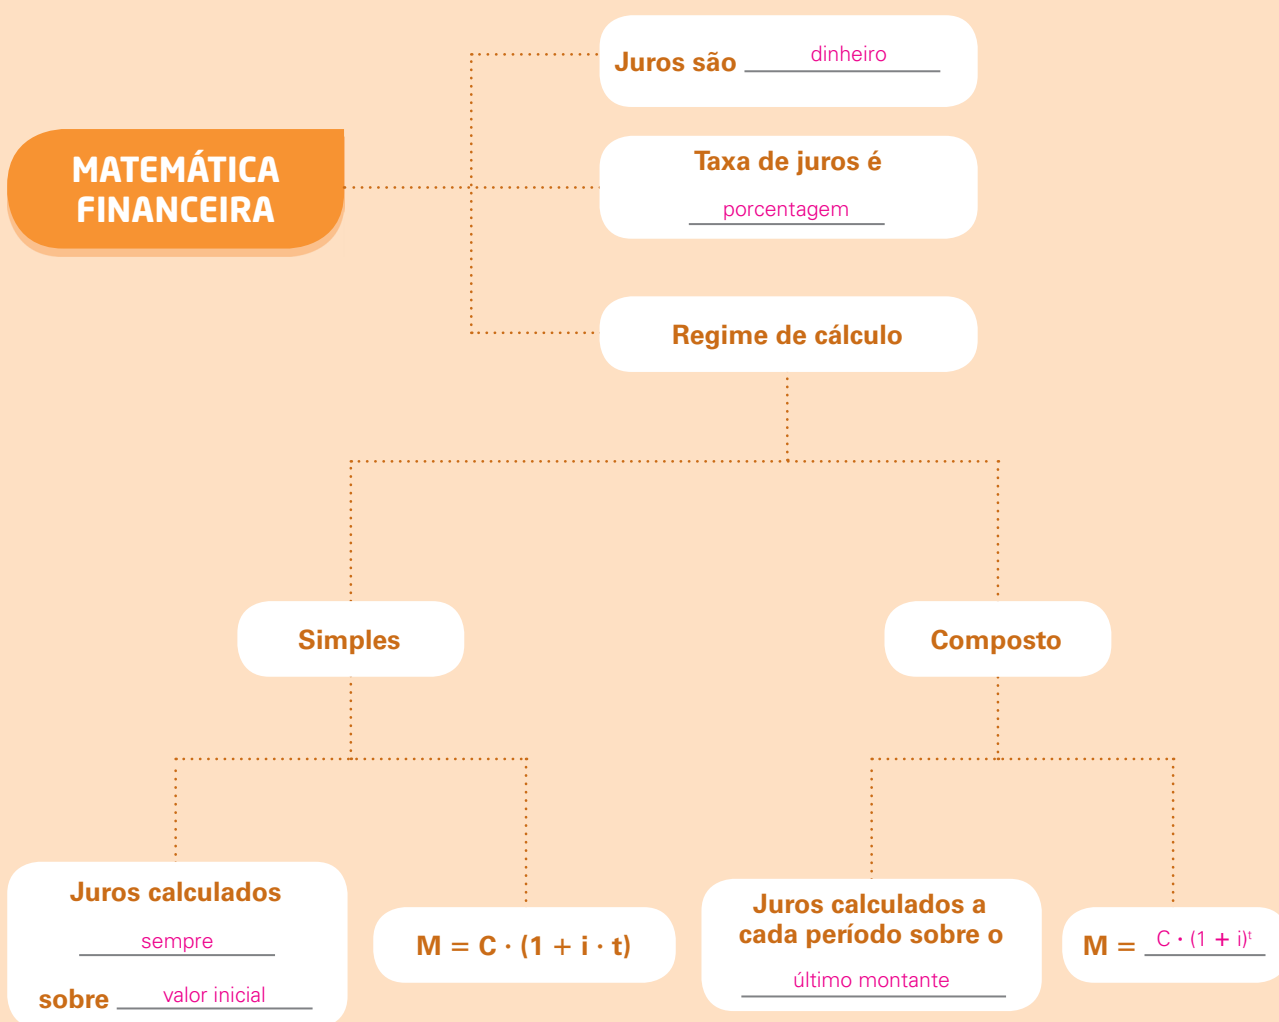 MATEMÁTICA
FINANCEIRA
Juros são dinheiro
Taxa de juros é
porcentagem
Regime de cálculo
Simples
Composto
Juros calculados
sempre
sobre valor inicial
M = C · (1 + i · t)
Juros calculados a
cada período sobre o
último montante
M = C · (1 + i)ᵗ